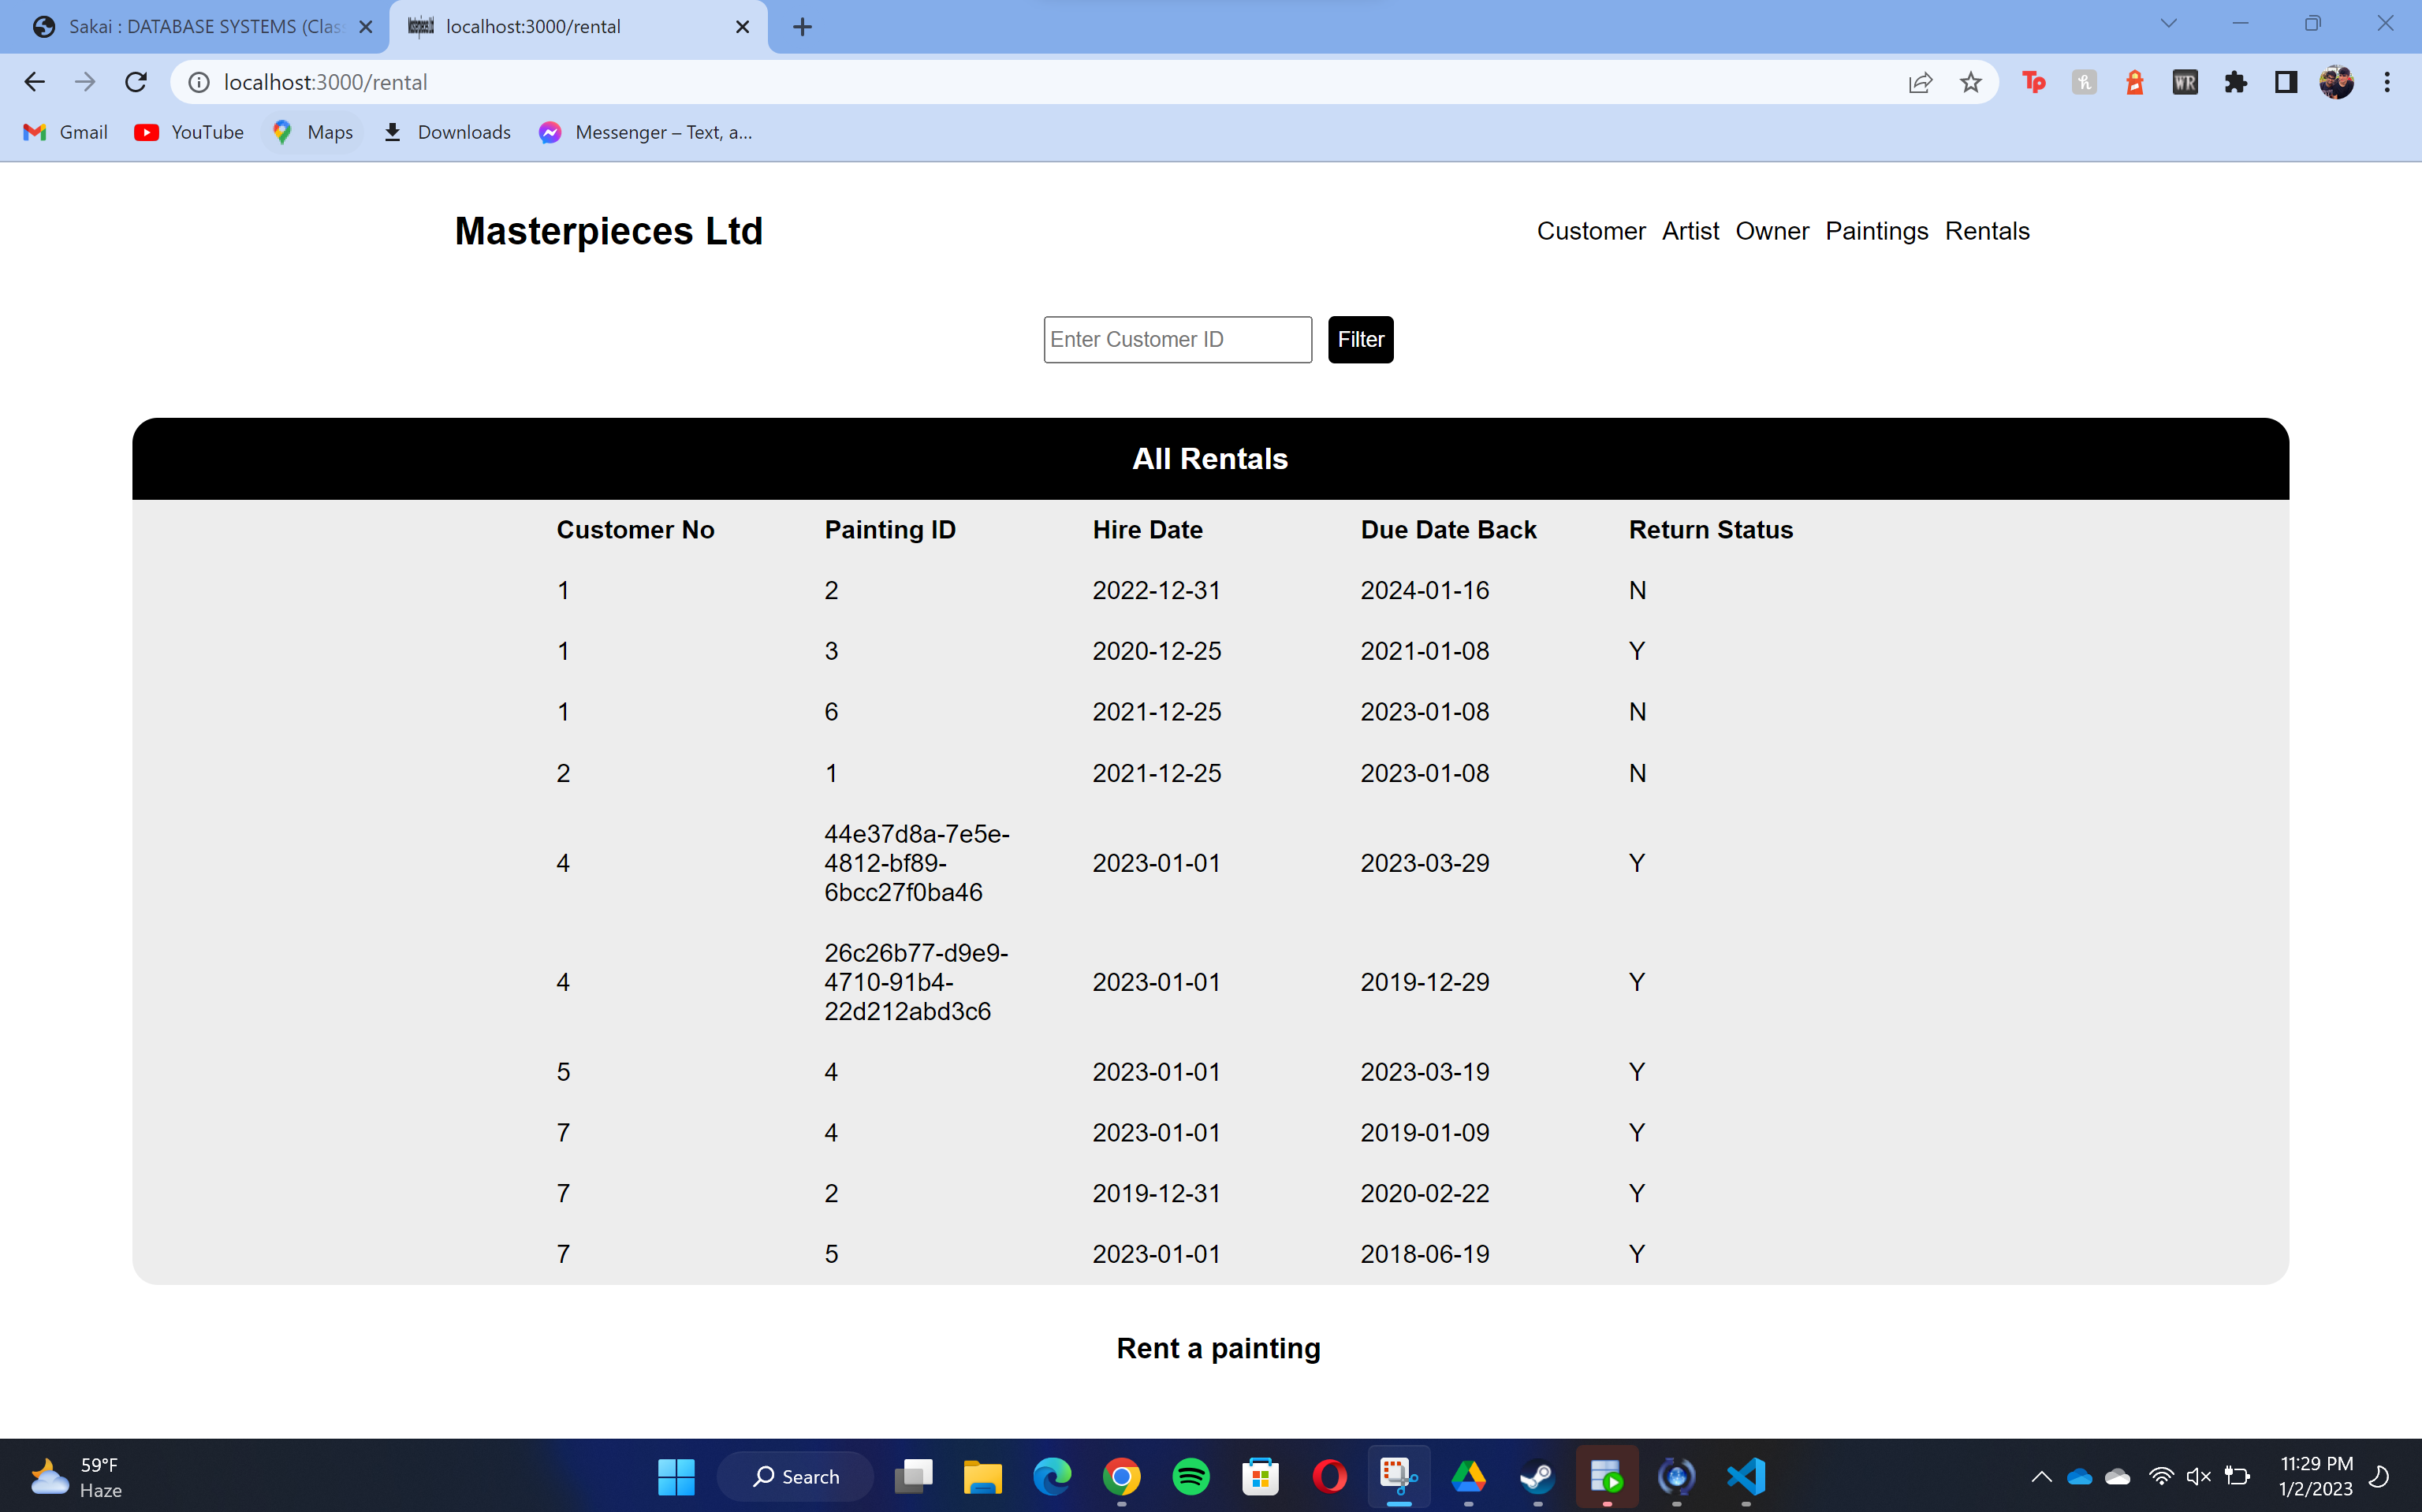 Sakai : DATABASE SYSTEMS (Clas
localhost:3000/rental
localhost:3000/rental
Tp
h
WR
Gmail
YouTube
Maps
Downloads
Messenger – Text, a...
Masterpieces Ltd
Customer Artist Owner Paintings Rentals
Enter Customer ID
Filter
All Rentals
Customer No Painting ID Hire Date Due Date Back Return Status
1 2 2022-12-31 2024-01-16 N
1 3 2020-12-25 2021-01-08 Y
1 6 2021-12-25 2023-01-08 N
2 1 2021-12-25 2023-01-08 N
44e37d8a-7e5e-
4 4812-bf89- 2023-01-01 2023-03-29 Y
6bcc27f0ba46
26c26b77-d9e9-
4 4710-91b4- 2023-01-01 2019-12-29 Y
22d212abd3c6
5 4 2023-01-01 2023-03-19 Y
7 4 2023-01-01 2019-01-09 Y
7 2 2019-12-31 2020-02-22 Y
7 5 2023-01-01 2018-06-19 Y
Rent a painting
59°F
Haze
Search
11:29 PM
1/2/2023